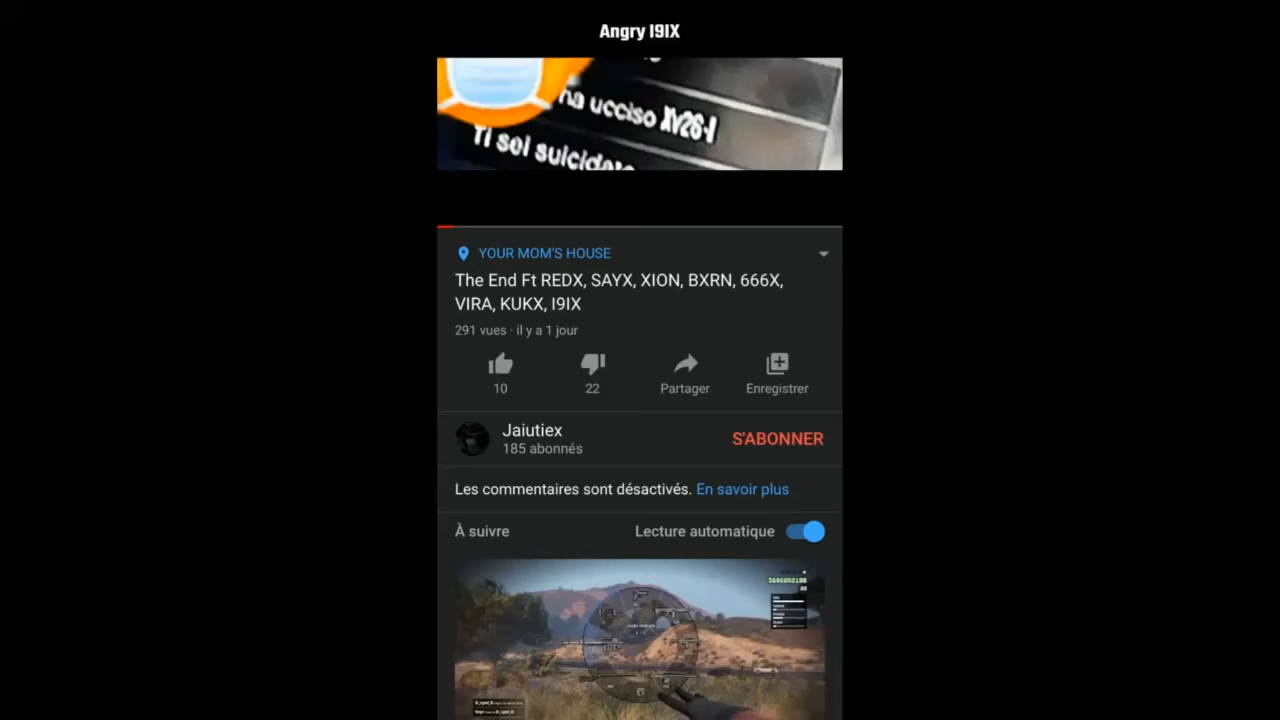 Angry I9IX
ha ucciso XV26-I
Ti sei suicidato
YOUR MOM'S HOUSE
The End Ft REDX, SAYX, XION, BXRN, 666X,
VIRA, KUKX, I9IX
291 vues · il y a 1 jour
10
22
Partager
Enregistrer
Jaiutiex
185 abonnés
S'ABONNER
Les commentaires sont désactivés. En savoir plus
À suivre
Lecture automatique